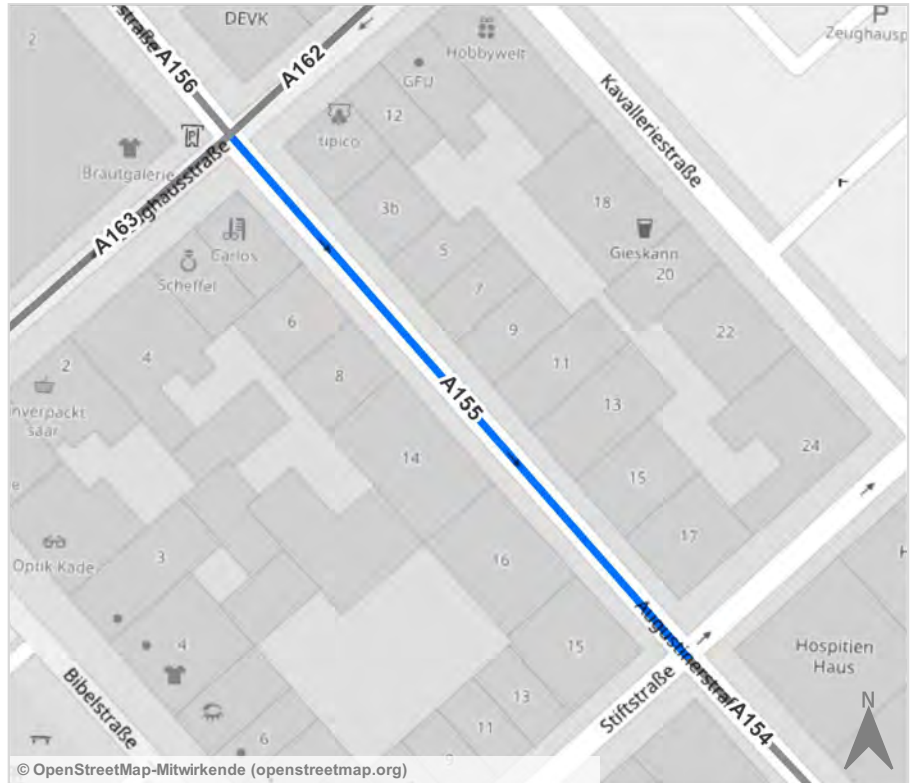 straße
A156
DEVK
A162
2
Hobbywelt
GFU
P
Zeughausp
12
tipico
Kavalleriestraße
Brautgalerie
ghausstraße
A163
3b
18
Carlos
Scheffel
5
Gieskann
20
7
6
9
22
2
4
8
11
A155
nverpackt
saar
13
24
14
e
15
17
Optik Kade
3
16
Augustinerstraß
4
15
Hospitien
Haus
H
Stiftstraße
A154
N
Bibelstraße
13
11
6
9
© OpenStreetMap-Mitwirkende (openstreetmap.org)